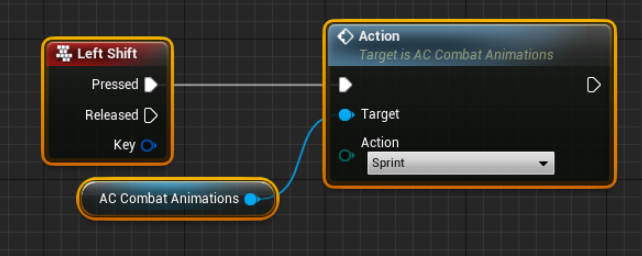 Left Shift
Pressed
Released
Key
AC Combat Animations
Action
Target is AC Combat Animations
Target
Action
Sprint